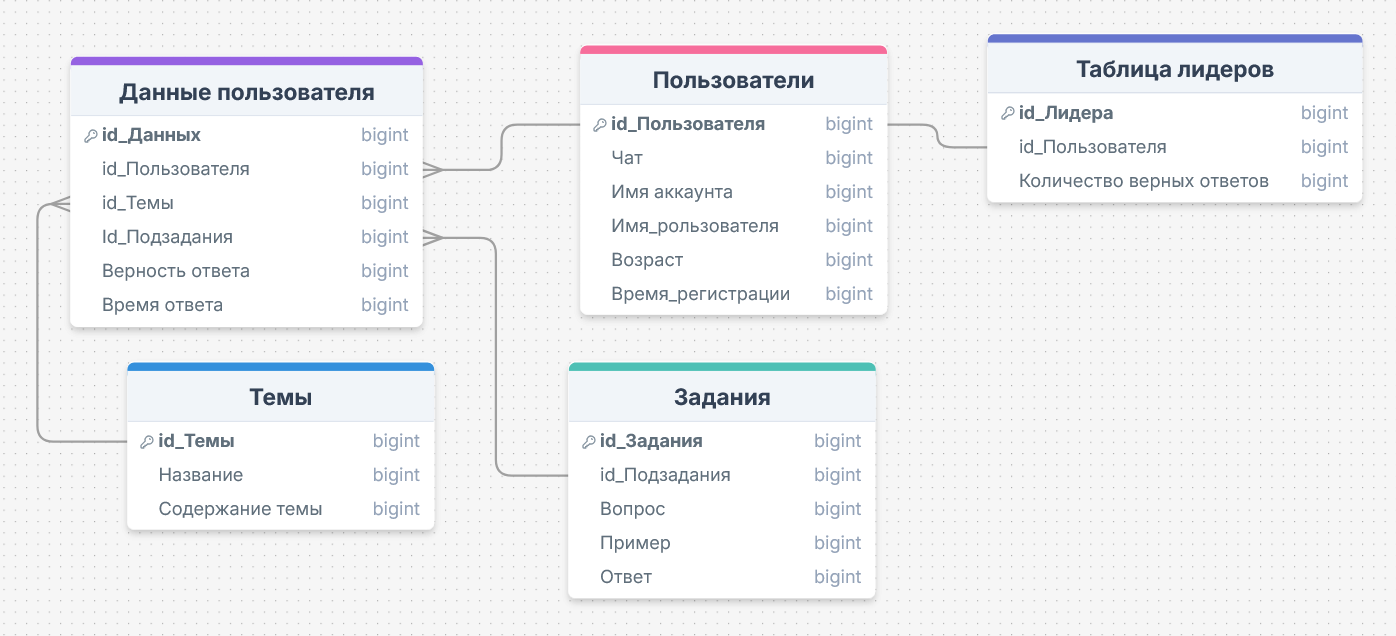 Данные пользователя
id_Данных bigint
id_Пользователя bigint
id_Темы bigint
Id_Подзадания bigint
Верность ответа bigint
Время ответа bigint
Пользователи
id_Пользователя bigint
Чат bigint
Имя аккаунта bigint
Имя_рользователя bigint
Возраст bigint
Время_регистрации bigint
Таблица лидеров
id_Лидера bigint
id_Пользователя bigint
Количество верных ответов bigint
Темы
id_Темы bigint
Название bigint
Содержание темы bigint
Задания
id_Задания bigint
id_Подзадания bigint
Вопрос bigint
Пример bigint
Ответ bigint